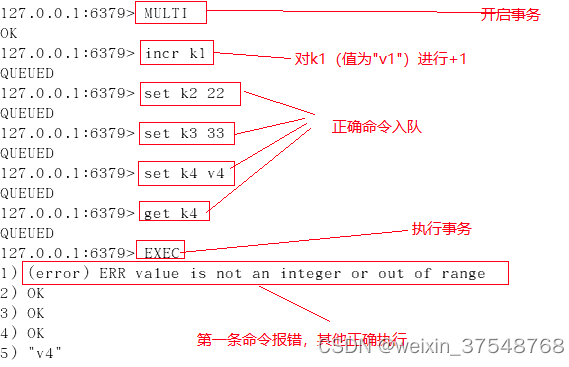 127.0.0.1:6379> MULTI 开启事务
OK
127.0.0.1:6379> incr k1 对k1（值为"v1"）进行+1
QUEUED
127.0.0.1:6379> set k2 22
QUEUED
127.0.0.1:6379> set k3 33 正确命令入队
QUEUED
127.0.0.1:6379> set k4 v4
QUEUED
127.0.0.1:6379> get k4
QUEUED 执行事务
127.0.0.1:6379> EXEC
1) (error) ERR value is not an integer or out of range
2) OK
3) OK
4) OK 第一条命令报错，其他正确执行
5) "v4" CSDN @weixin_37548768